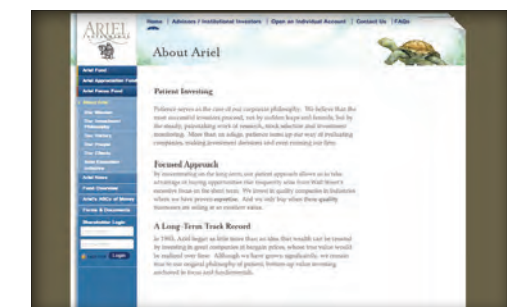 ARIEL
Home | Advisors / Institutional Investors | Open an Individual Account | Contact Us | FAQs
About Ariel
Ariel Fund
Ariel Appreciation Fund
Ariel Focus Fund
About Ariel
Our Mission
Our Investment
Philosophy
Our History
Our People
Our Clients
Ariel Education
Initiative
Ariel News
Fund Overview
Ariel's ABCs of Money
Forms & Documents
Shareholder Login
Login
Patient Investing
Patience serves as the core of our corporate philosophy. We believe that the
most successful investors proceed, not by sudden leaps and bounds, but by
the steady, painstaking work of research, stock selection and investment
monitoring. More than an adage, patience sums up our way of evaluating
companies, making investment decisions and even running our firm.
Focused Approach
By concentrating on the long term, our patient approach allows us to take
advantage of buying opportunities that frequently arise from Wall Street's
excessive focus on the short term. We invest in quality companies in industries
where we have proven expertise. And we only buy when these quality
businesses are selling at an excellent value.
A Long-Term Track Record
In 1983, Ariel began as little more than an idea that wealth can be created
by investing in great companies at bargain prices, whose true value would
be realized over time. Although we have grown significantly, we remain
true to our original philosophy of patient, bottom-up value investing
anchored in focus and fundamentals.